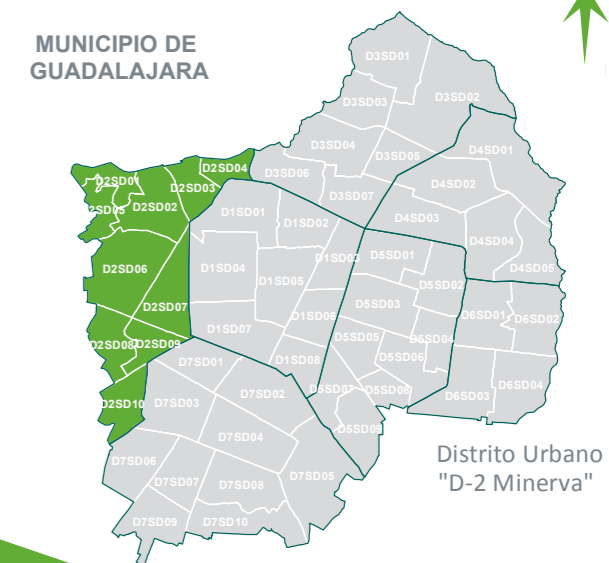 MUNICIPIO DE
GUADALAJARA
D3SD01
D3SD02
D3SD03
D3SD04
D3SD05
D3SD06
D3SD07
D4SD01
D4SD02
D4SD03
D4SD04
D4SD05
D2SD04
D2SD01
D2SD03
D2SD05
D2SD02
D2SD06
D2SD07
D2SD08
D2SD09
D2SD10
D1SD01
D1SD02
D1SD03
D1SD04
D1SD05
D1SD06
D1SD07
D1SD08
D5SD01
D5SD02
D5SD03
D5SD04
D5SD05
D5SD06
D5SD07
D5SD08
D5SD09
D6SD01
D6SD02
D6SD03
D6SD04
D7SD01
D7SD02
D7SD03
D7SD04
D7SD05
D7SD06
D7SD07
D7SD08
D7SD09
D7SD10
Distrito Urbano
"D-2 Minerva"